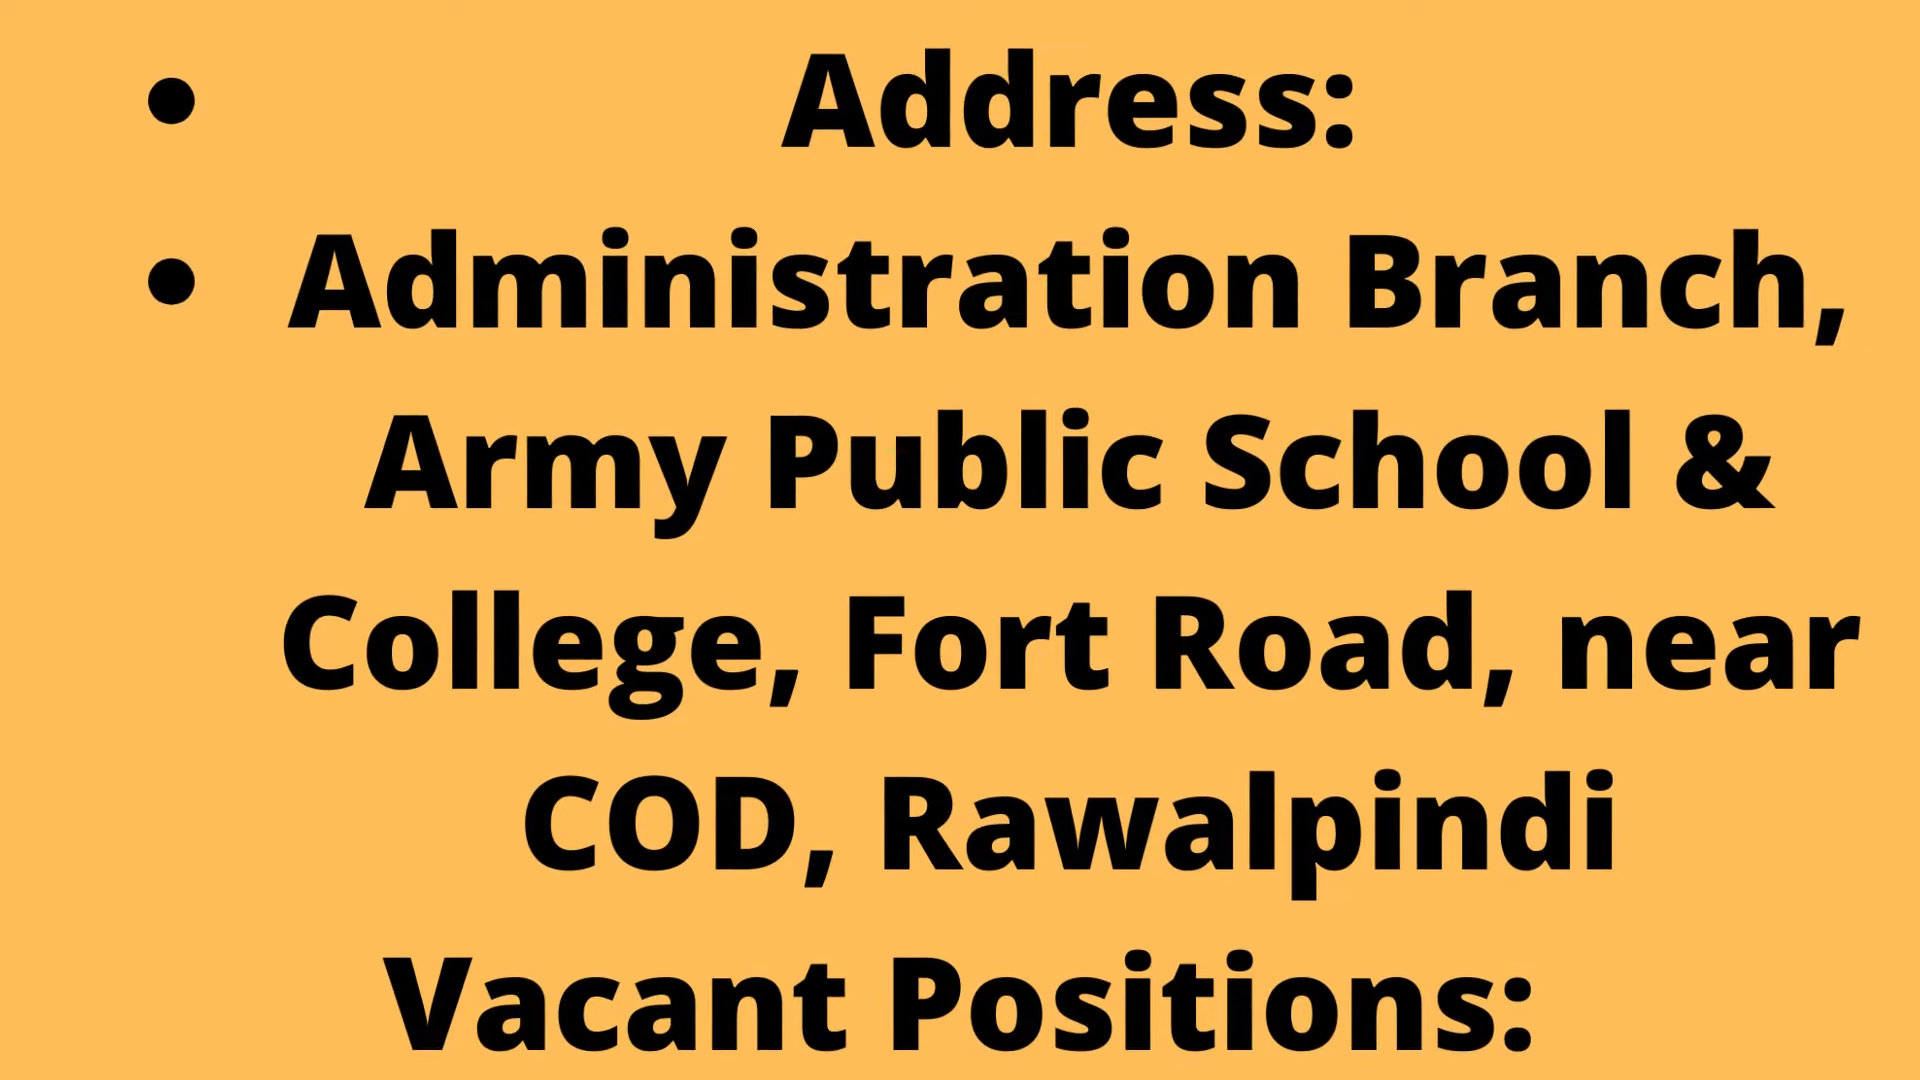 • Address:
• Administration Branch,
Army Public School &
College, Fort Road, near
COD, Rawalpindi
Vacant Positions: